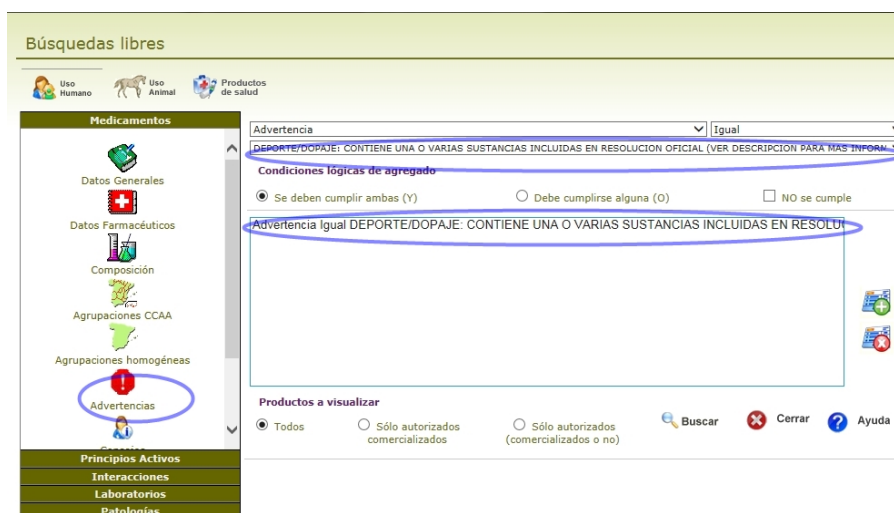 Búsquedas libres
Uso Humano
Uso Animal
Productos de salud
Medicamentos
Datos Generales
Datos Farmacéuticos
Composición
Agrupaciones CCAA
Agrupaciones homogéneas
Advertencias
Principios Activos
Interacciones
Laboratorios
Patologías
Advertencia
Igual
DEPORTE/DOPAJE: CONTIENE UNA O VARIAS SUSTANCIAS INCLUIDAS EN RESOLUCION OFICIAL (VER DESCRIPCION PARA MAS INFORM
Condiciones lógicas de agregado
Se deben cumplir ambas (Y)
Debe cumplirse alguna (O)
NO se cumple
Advertencia Igual DEPORTE/DOPAJE: CONTIENE UNA O VARIAS SUSTANCIAS INCLUIDAS EN RESOLU
Productos a visualizar
Todos
Sólo autorizados
comercializados
Sólo autorizados
(comercializados o no)
Buscar
Cerrar
Ayuda